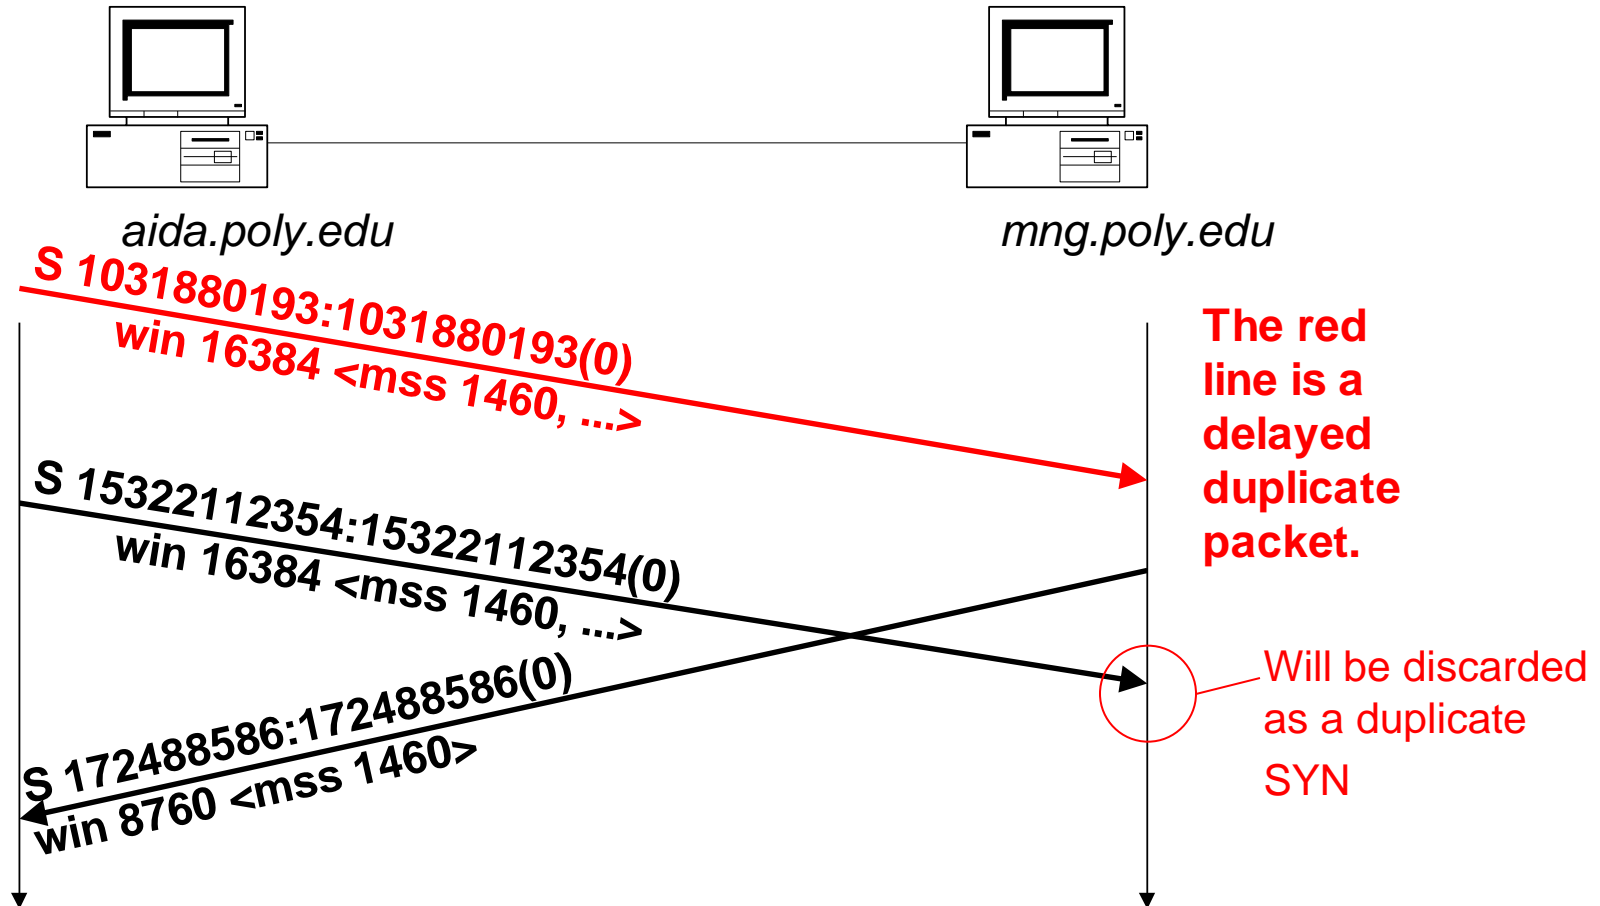 aida.poly.edu
mng.poly.edu
S 1031880193:1031880193(0)
win 16384 <mss 1460, ...>
The red
line is a
delayed
duplicate
packet.
S 15322112354:15322112354(0)
win 16384 <mss 1460, ...>
Will be discarded
as a duplicate
SYN
S 172488586:172488586(0)
win 8760 <mss 1460>